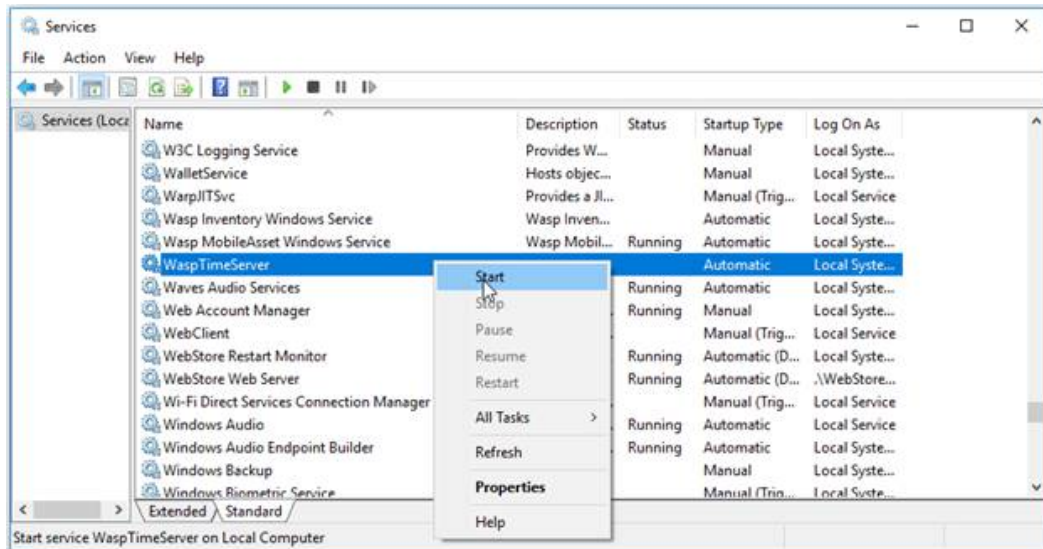 Services
File Action View Help
Services (Loca
Name Description Status Startup Type Log On As
W3C Logging Service Provides W... Manual Local Syste...
WalletService Hosts objec... Manual Local Syste...
WarpJITSvc Provides a JI... Manual (Trig... Local Service
Wasp Inventory Windows Service Wasp Inven... Automatic Local Syste...
Wasp MobileAsset Windows Service Wasp Mobil... Running Automatic Local Syste...
WaspTimeServer Automatic Local Syste...
Waves Audio Services Running Automatic Local Syste...
Web Account Manager Running Manual Local Syste...
WebClient Manual (Trig... Local Service
WebStore Restart Monitor Running Automatic (D... Local Syste...
WebStore Web Server Running Automatic (D... .\WebStore...
Wi-Fi Direct Services Connection Manager Manual (Trig... Local Service
Windows Audio Running Automatic Local Service
Windows Audio Endpoint Builder Running Automatic Local Syste...
Windows Backup Manual Local Syste...
Windows Biometric Service Manual (Trig... Local Syste...
Start
Stop
Pause
Resume
Restart
All Tasks
Refresh
Properties
Help
Extended Standard
Start service WaspTimeServer on Local Computer